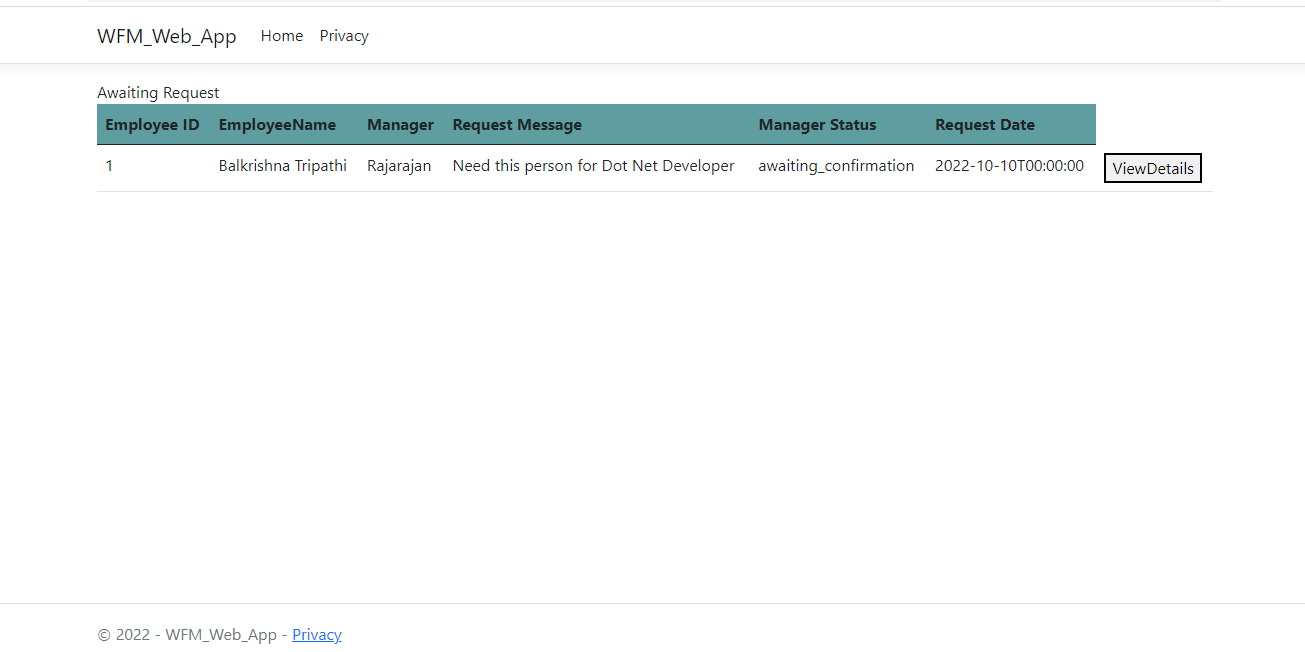 WFM_Web_App Home Privacy
Awaiting Request
Employee ID EmployeeName Manager Request Message Manager Status Request Date
1 Balkrishna Tripathi Rajarajan Need this person for Dot Net Developer awaiting_confirmation 2022-10-10T00:00:00 ViewDetails
© 2022 - WFM_Web_App - Privacy